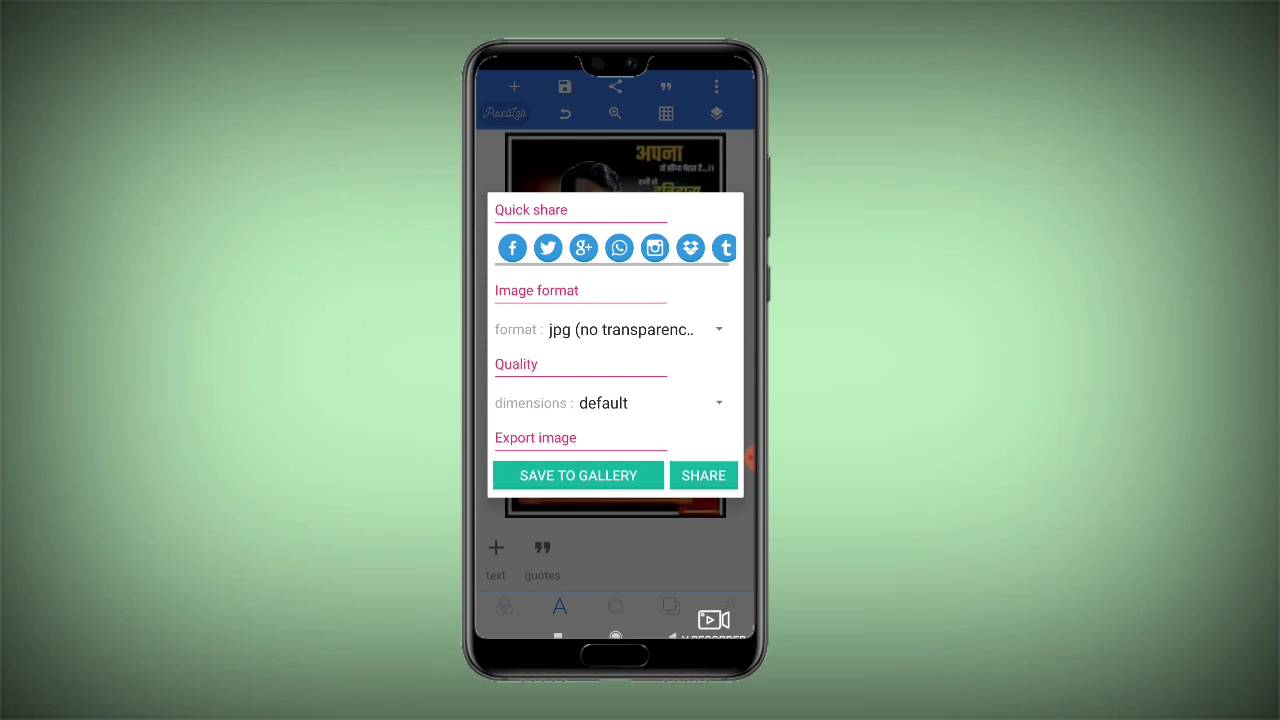 PixelLab
अपना
Quick share
Image format
format : jpg (no transparenc..
Quality
dimensions : default
Export image
SAVE TO GALLERY
SHARE
text
quotes